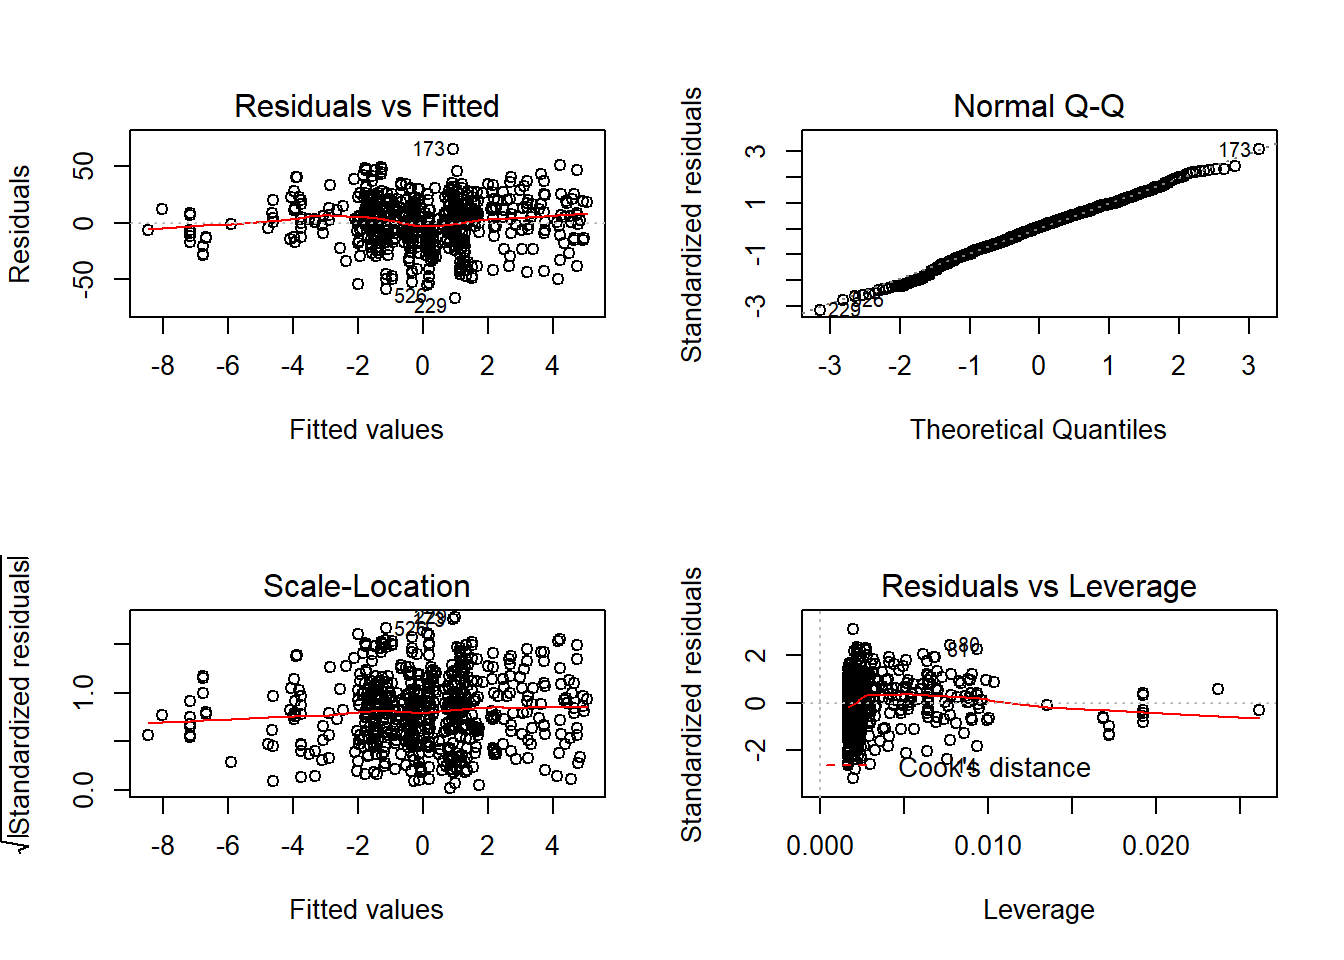 Residuals vs Fitted
Residuals
50
0
-50
173
526
229
-8 -6 -4 -2 0 2 4
Fitted values
Normal Q-Q
Standardized residuals
3
1
-1
-3
173
229
-3 -2 -1 0 1 2 3
Theoretical Quantiles
Scale-Location
√|Standardized residuals|
1.0
0.0
173
526
-8 -6 -4 -2 0 2 4
Fitted values
Residuals vs Leverage
Standardized residuals
2
0
-2
80
Cook's distance
0.000 0.010 0.020
Leverage